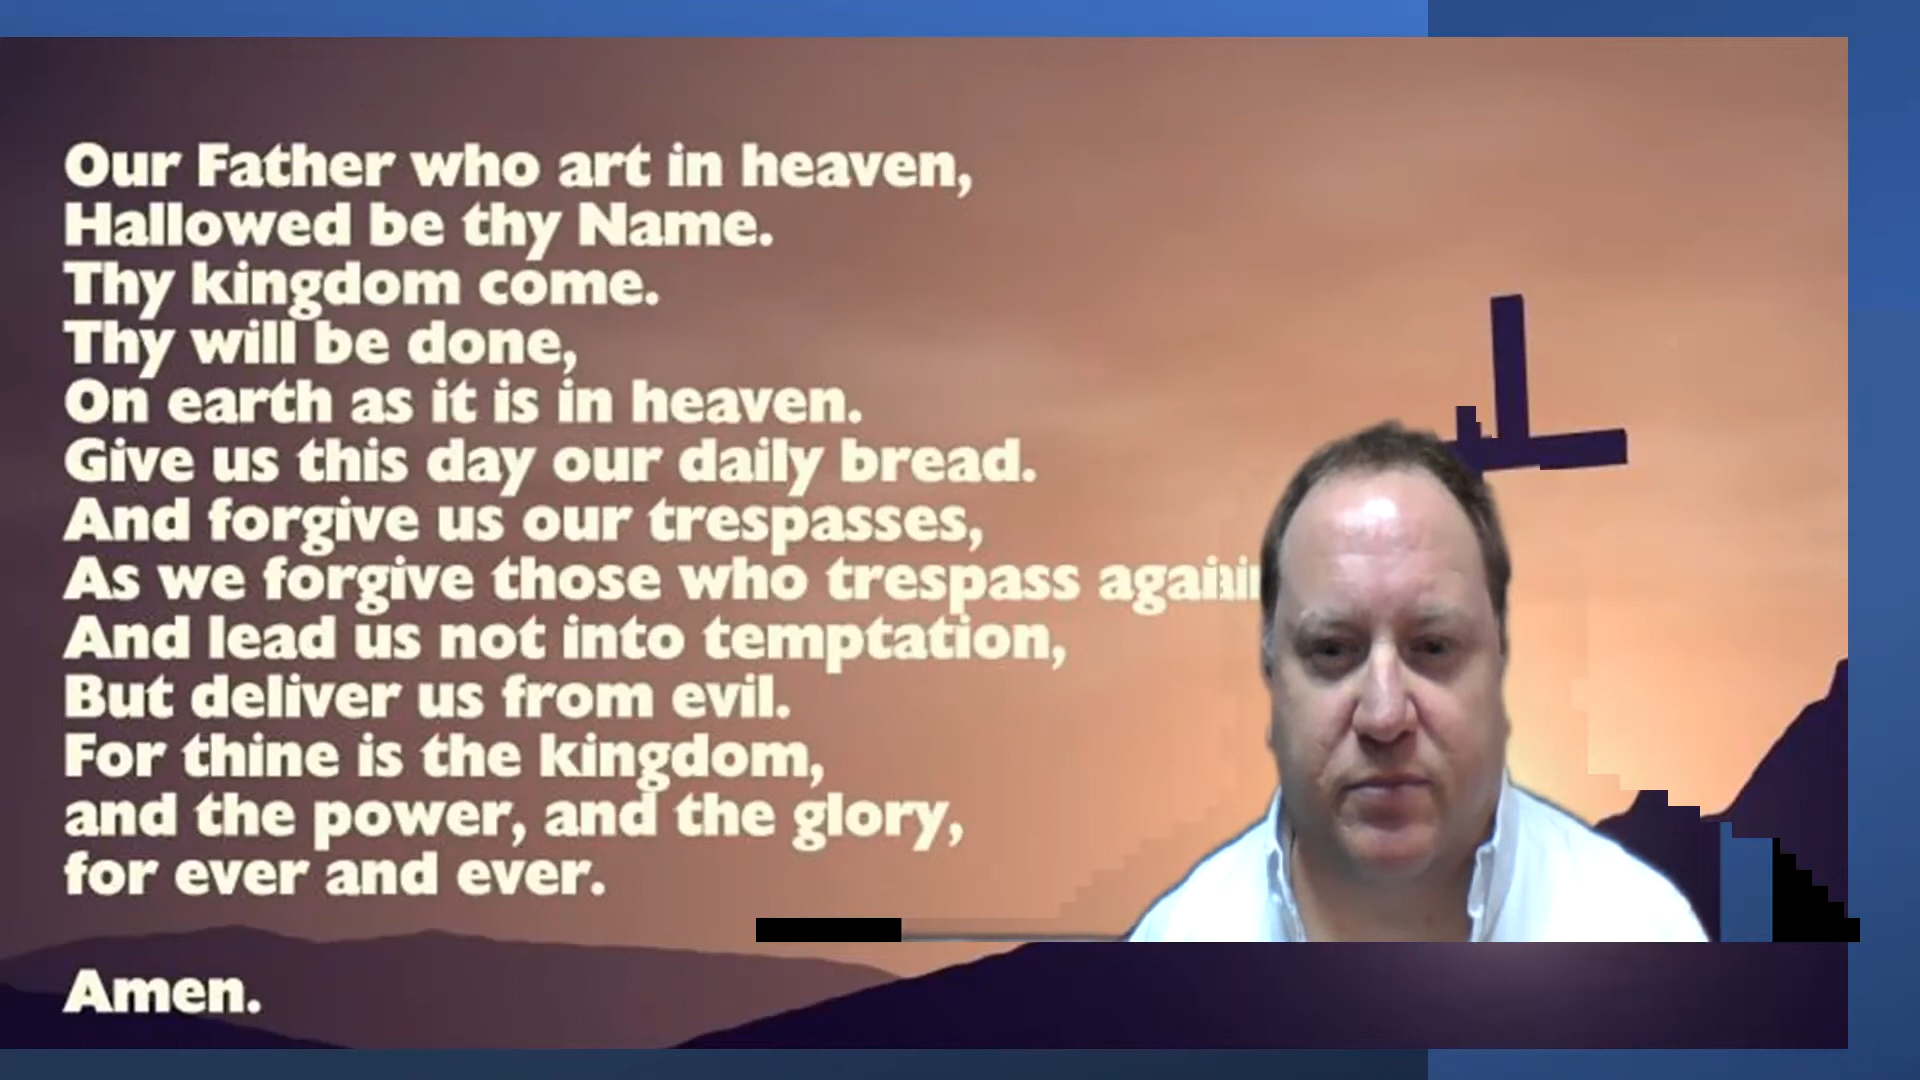 Our Father who art in heaven,
Hallowed be thy Name.
Thy kingdom come.
Thy will be done,
On earth as it is in heaven.
Give us this day our daily bread.
And forgive us our trespasses,
As we forgive those who trespass
And lead us not into temptation,
But deliver us from evil.
For thine is the kingdom,
and the power, and the glory,
for ever and ever.
Amen.